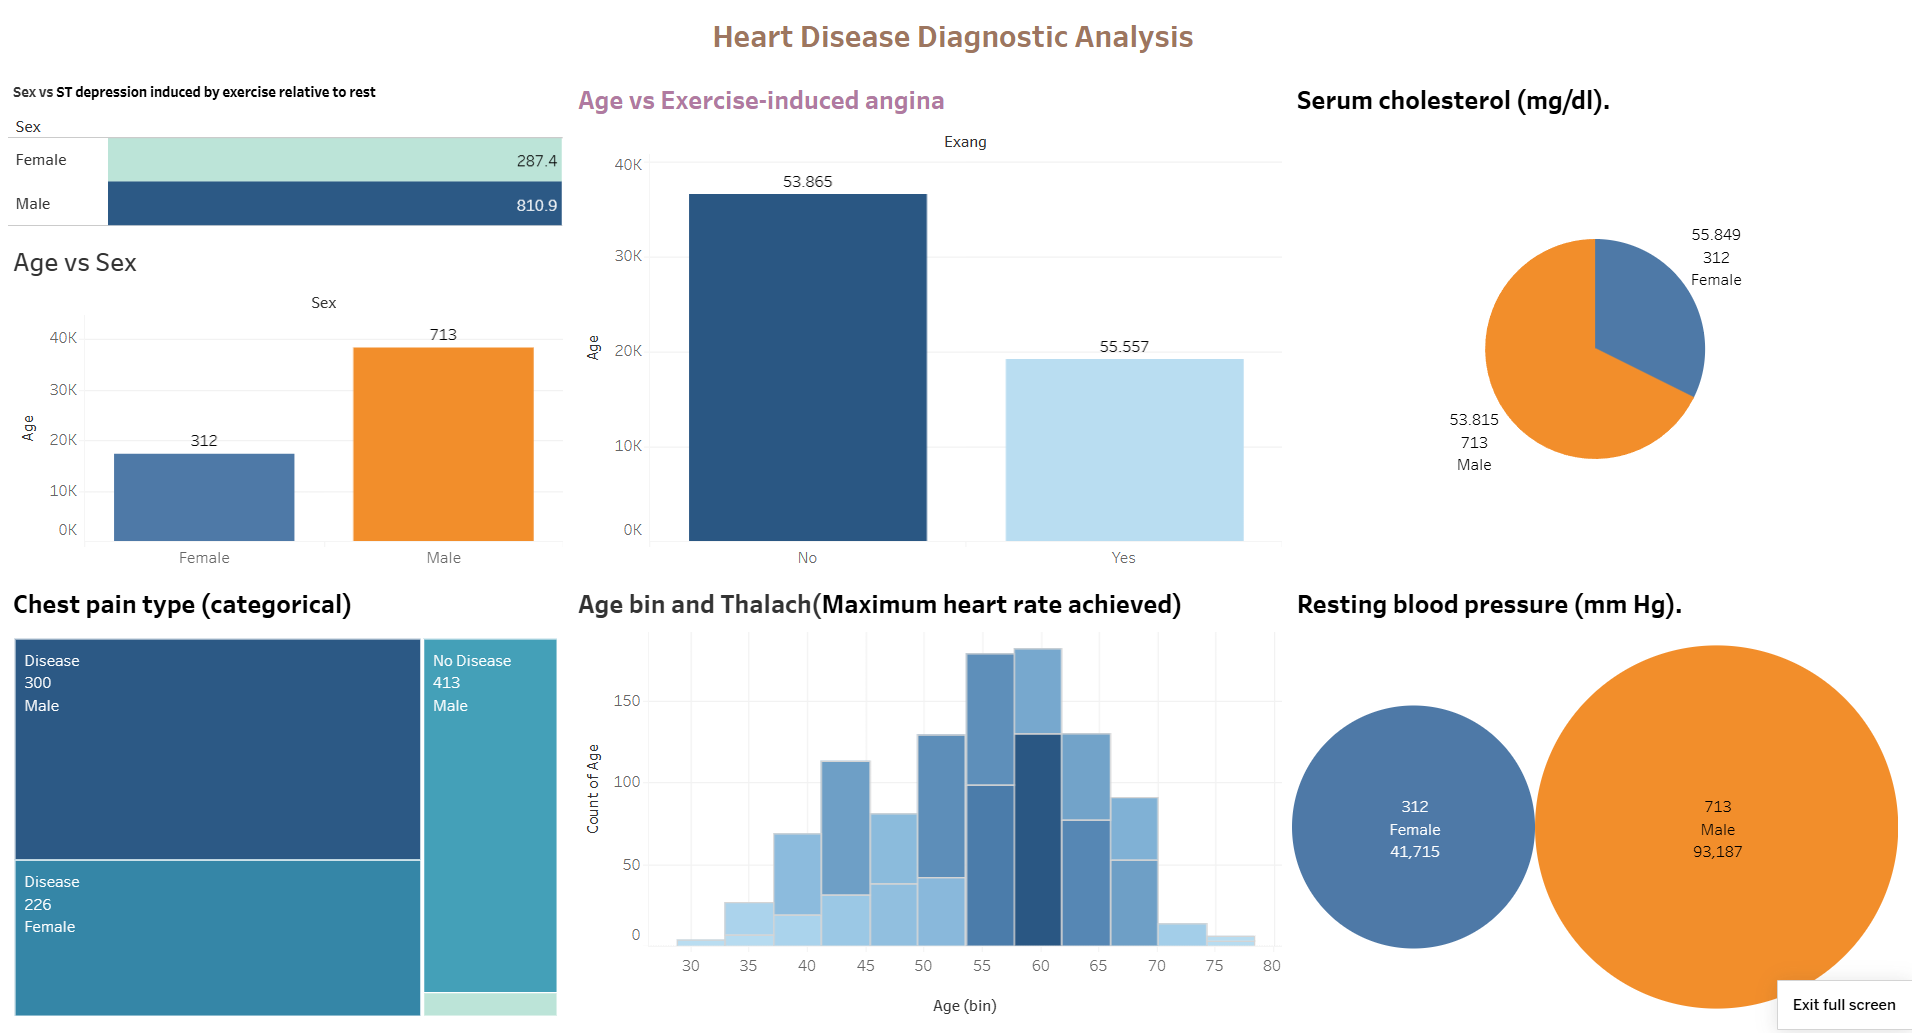 Heart Disease Diagnostic Analysis
Sex vs ST depression induced by exercise relative to rest
Sex
Female
287.4
Male
810.9
Age vs Sex
Sex
Age
40K
30K
20K
10K
0K
312
713
Female
Male
Age vs Exercise-induced angina
Exang
Age
40K
30K
20K
10K
0K
53.865
55.557
No
Yes
Serum cholesterol (mg/dl).
55.849
312
Female
53.815
713
Male
Chest pain type (categorical)
Disease
300
Male
No Disease
413
Male
Disease
226
Female
Age bin and Thalach(Maximum heart rate achieved)
Count of Age
150
100
50
0
30
35
40
45
50
55
60
65
70
75
80
Age (bin)
Resting blood pressure (mm Hg).
312
Female
41,715
713
Male
93,187
Exit full screen